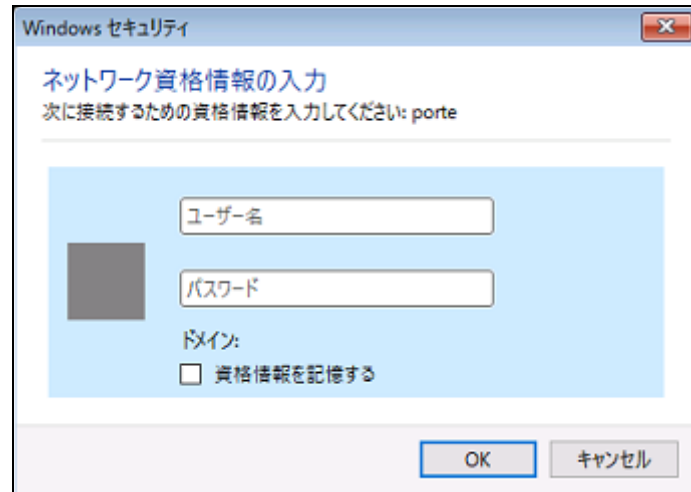 Windows セキュリティ
ネットワーク資格情報の入力
次に接続するための資格情報を入力してください: porte
ユーザー名
パスワード
ドメイン:
資格情報を記憶する
OK
キャンセル